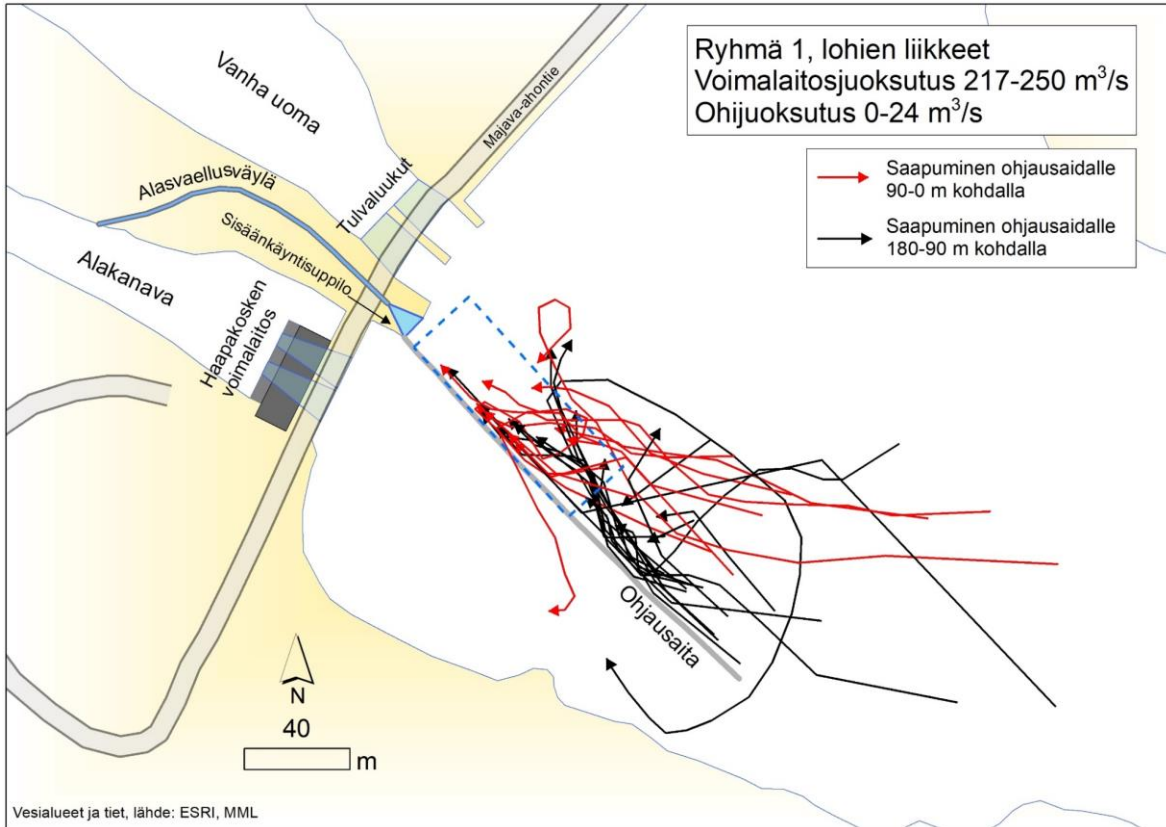 Ryhmä 1, lohien liikkeet
Voimalaitosjuoksutus 217-250 m³/s
Ohijuoksutus 0-24 m³/s
Saapuminen ohjausaidalle
90-0 m kohdalla
Saapuminen ohjausaidalle
180-90 m kohdalla
Vanha uoma
Majava-ahontie
Alasvaellusväylä
Tulvaluukut
Sisäänkäyntisuppilo
Alakanava
Haapakosken
voimalaitos
Ohjausaita
N
40
m
Vesialueet ja tiet, lähde: ESRI, MML